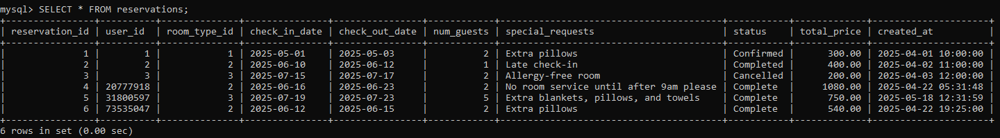 mysql> SELECT * FROM reservations;
+----------------+----------+--------------+---------------+----------------+------------+---------------------------------------+-----------+-------------+---------------------+
| reservation_id | user_id  | room_type_id | check_in_date | check_out_date | num_guests | special_requests                      | status    | total_price | created_at          |
+----------------+----------+--------------+---------------+----------------+------------+---------------------------------------+-----------+-------------+---------------------+
|              1 |        1 |            1 | 2025-05-01    | 2025-05-03     |          2 | Extra pillows                         | Confirmed |      300.00 | 2025-04-01 10:00:00 |
|              2 |        2 |            2 | 2025-06-10    | 2025-06-12     |          1 | Late check-in                         | Completed |      400.00 | 2025-04-02 11:00:00 |
|              3 |        3 |            3 | 2025-07-15    | 2025-07-17     |          2 | Allergy-free room                     | Cancelled |      200.00 | 2025-04-03 12:00:00 |
|              4 | 20777918 |            2 | 2025-06-16    | 2025-06-23     |          2 | No room service until after 9am please | Complete  |     1080.00 | 2025-04-22 05:31:48 |
|              5 | 31800597 |            3 | 2025-07-19    | 2025-07-23     |          5 | Extra blankets, pillows, and towels   | Complete  |      750.00 | 2025-05-18 12:31:59 |
|              6 | 73535047 |            2 | 2025-06-12    | 2025-06-15     |          2 | Extra pillows                         | Complete  |      540.00 | 2025-04-22 19:25:00 |
+----------------+----------+--------------+---------------+----------------+------------+---------------------------------------+-----------+-------------+---------------------+
6 rows in set (0.00 sec)